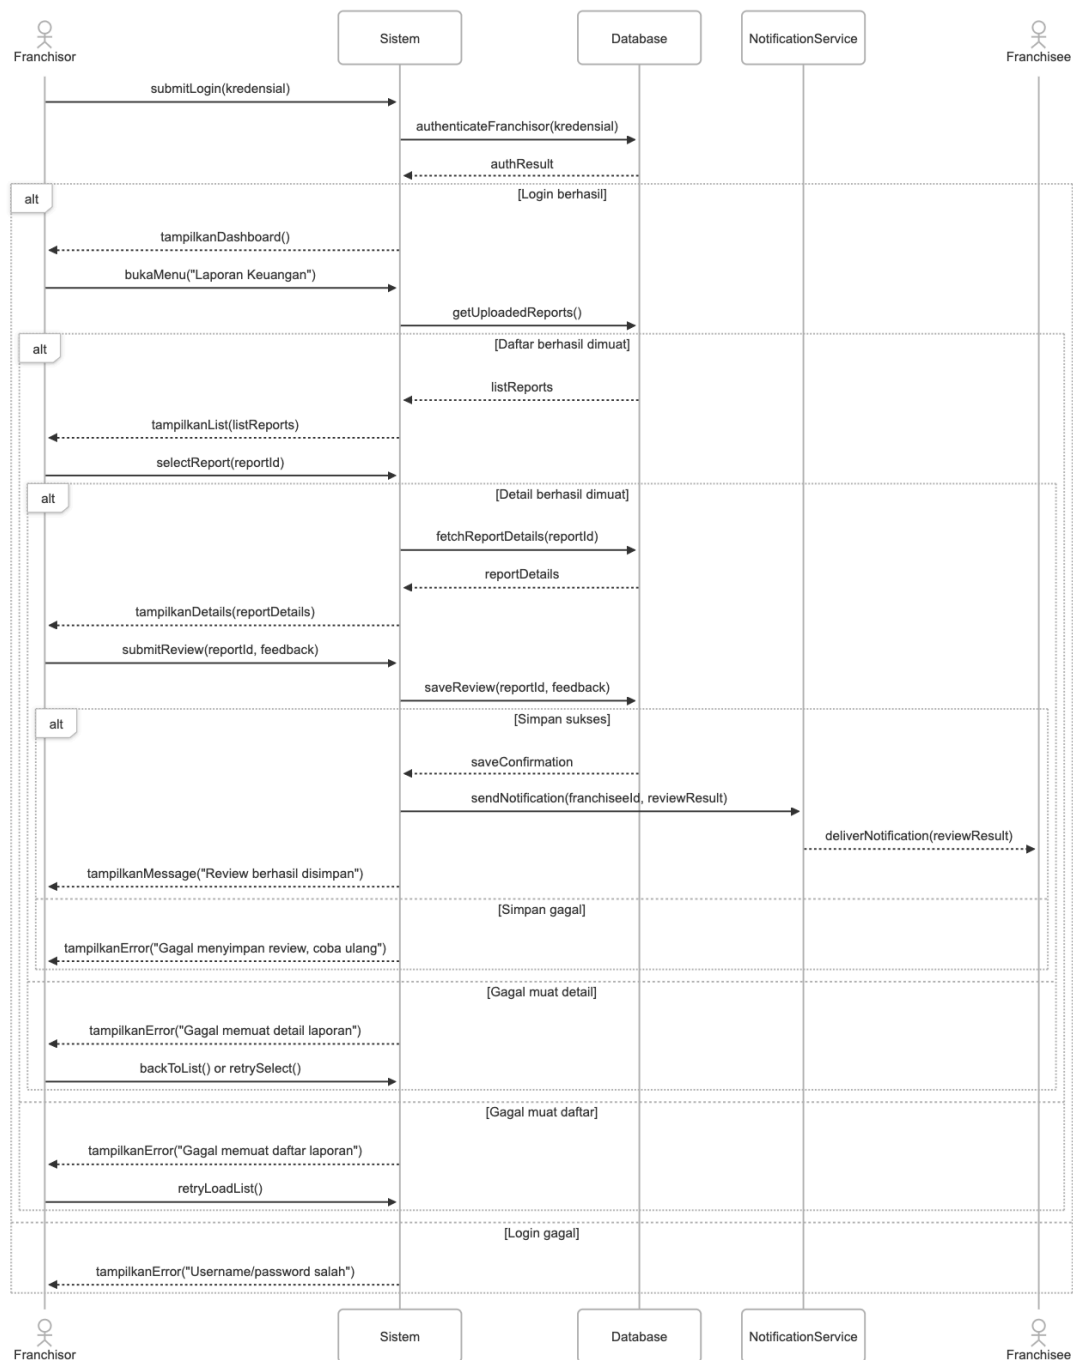 Franchisor
Sistem
Database
NotificationService
Franchisee
submitLogin(kredensial)
authenticateFranchisor(kredensial)
authResult
alt
[Login berhasil]
tampilkanDashboard()
bukaMenu("Laporan Keuangan")
getUploadedReports()
alt
[Daftar berhasil dimuat]
listReports
tampilkanList(listReports)
selectReport(reportId)
alt
[Detail berhasil dimuat]
fetchReportDetails(reportId)
reportDetails
tampilkanDetails(reportDetails)
submitReview(reportId, feedback)
saveReview(reportId, feedback)
alt
[Simpan sukses]
saveConfirmation
sendNotification(franchiseeId, reviewResult)
deliverNotification(reviewResult)
tampilkanMessage("Review berhasil disimpan")
[Simpan gagal]
tampilkanError("Gagal menyimpan review, coba ulang")
[Gagal muat detail]
tampilkanError("Gagal memuat detail laporan")
backToList() or retrySelect()
[Gagal muat daftar]
tampilkanError("Gagal memuat daftar laporan")
retryLoadList()
[Login gagal]
tampilkanError("Username/password salah")
Franchisor
Sistem
Database
NotificationService
Franchisee